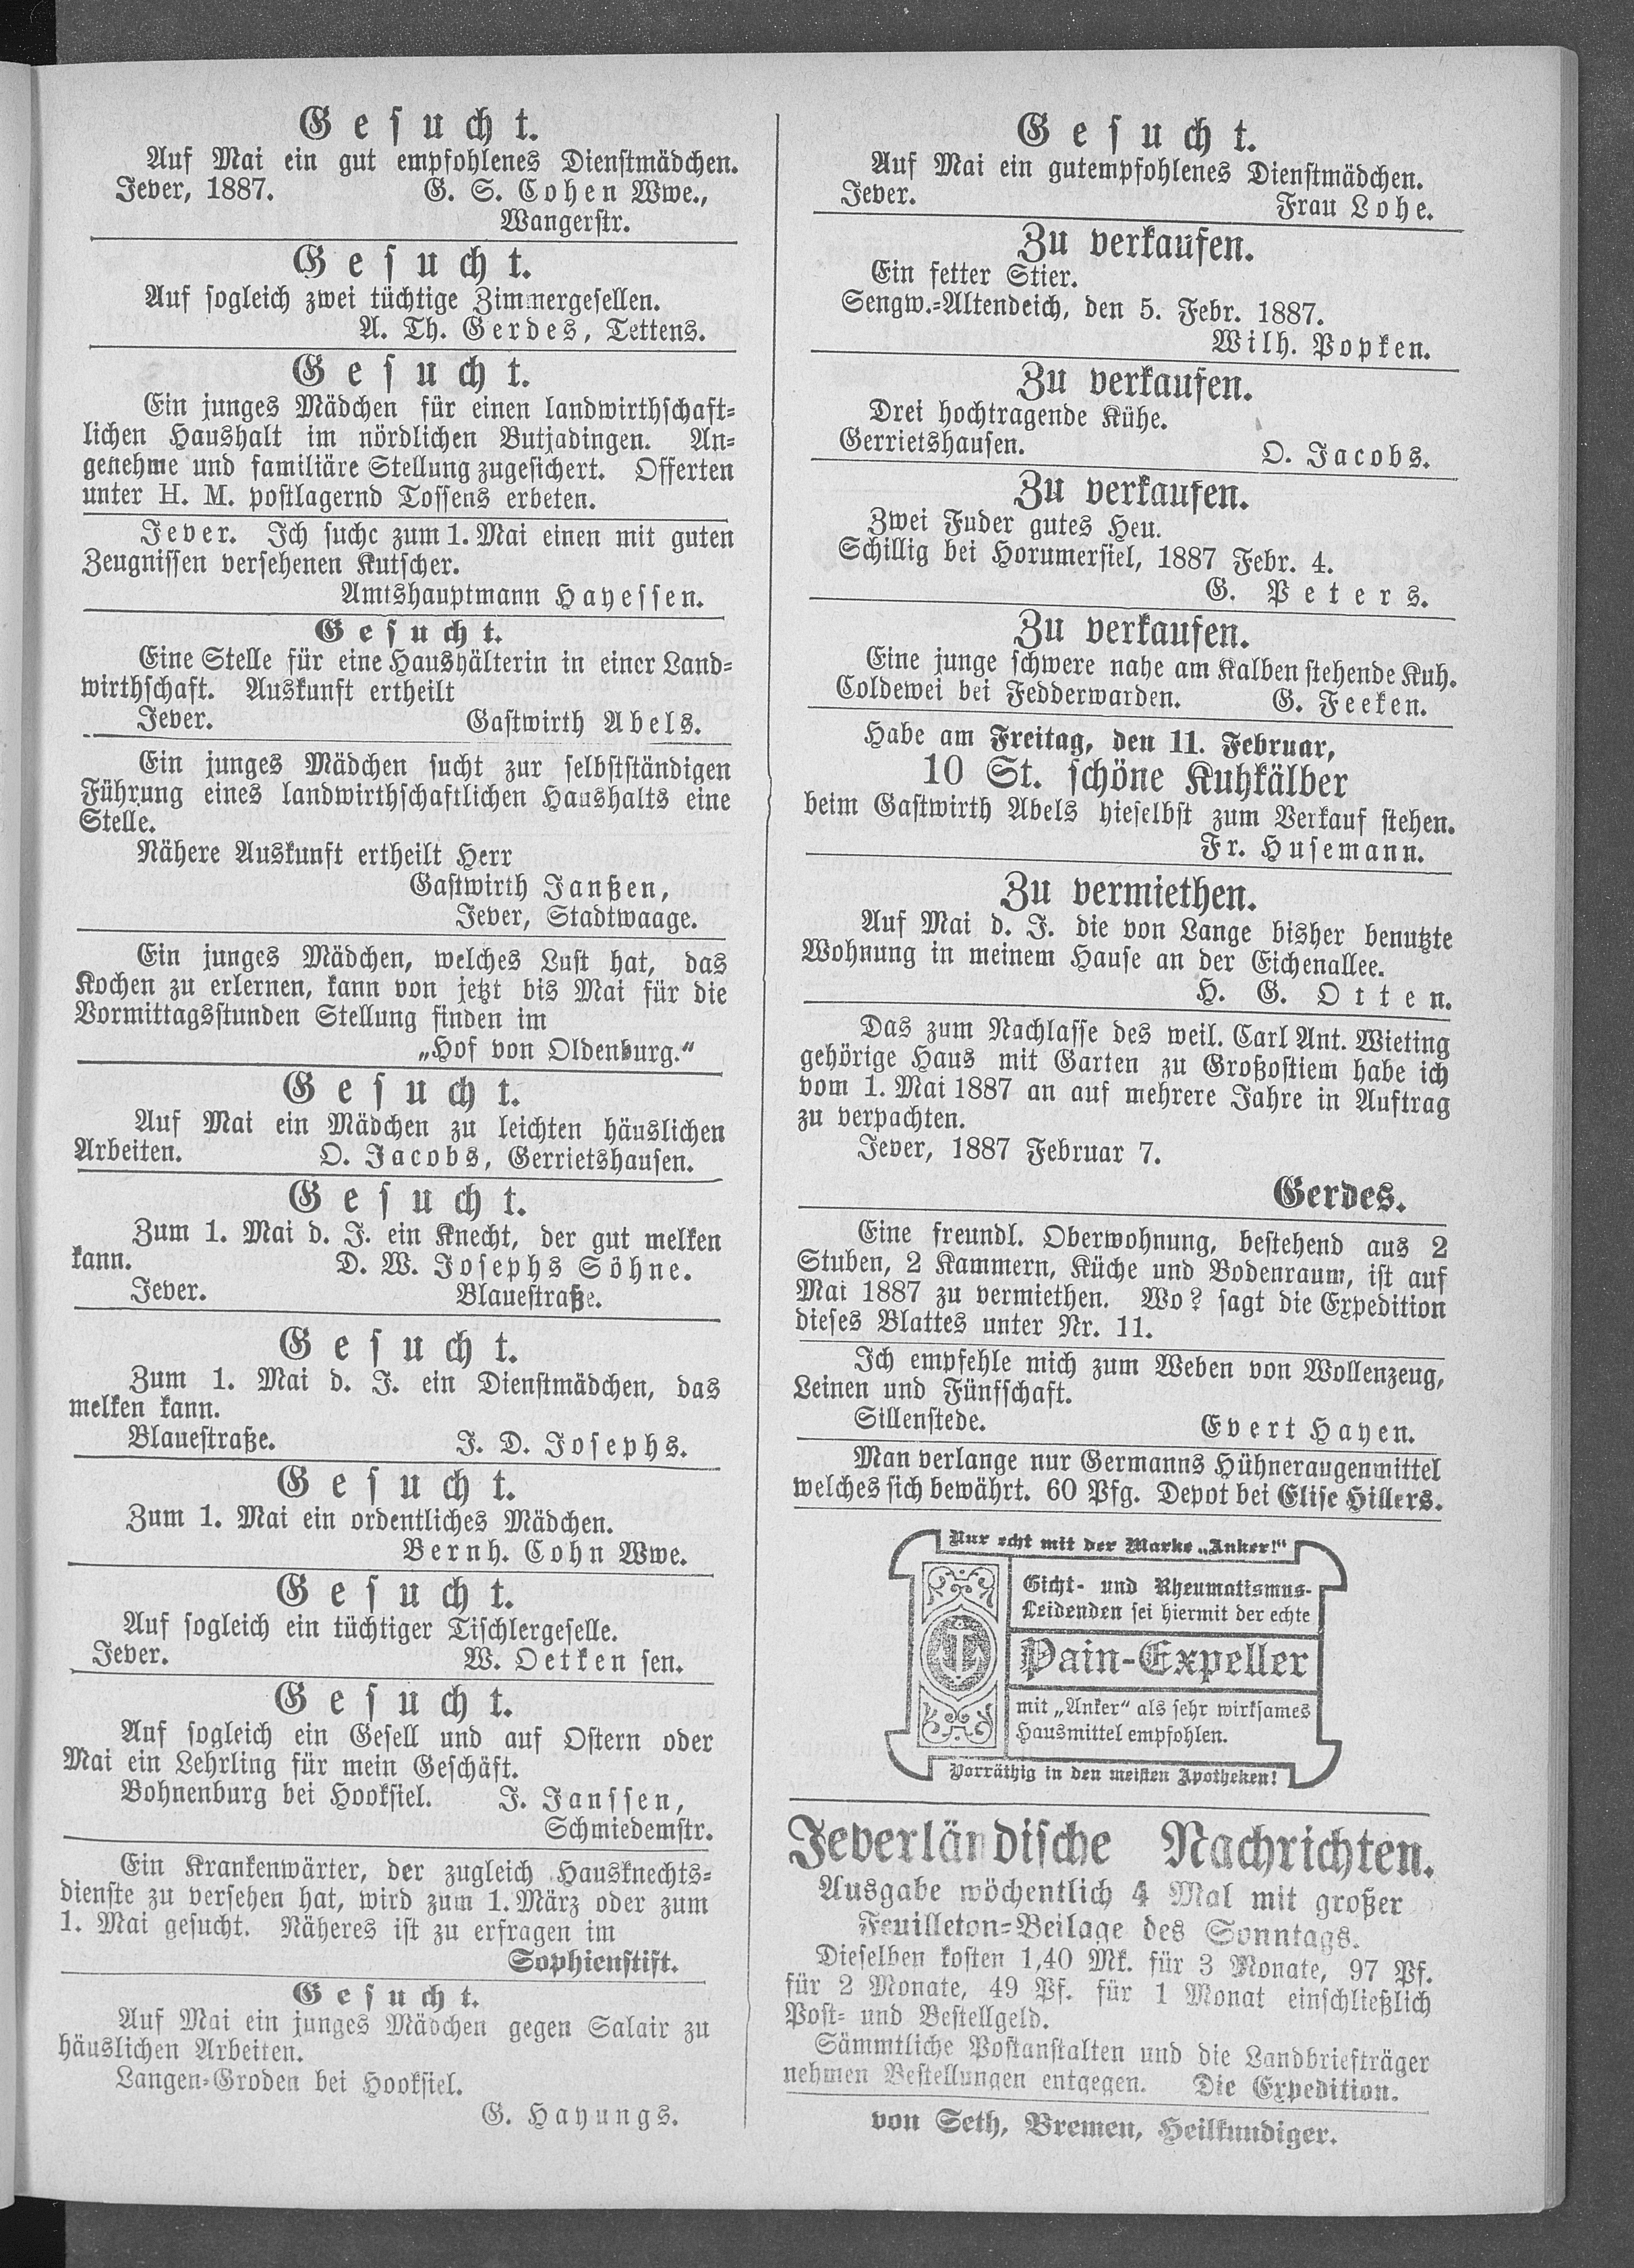 Gesucht.
Auf Mai ein gut empfohlenes Dienstmädchen.
Jever, 1887. G. S. Cohen Wwe.,
Wangerstr.
Gesucht.
Auf sogleich zwei tüchtige Zimmergesellen.
A. Th. Gerdes, Tettens.
Gesucht.
Ein junges Mädchen für einen landwirthschaft-
lichen Haushalt im nördlichen Butjadingen. An-
genehme und familiäre Stellung zugesichert. Offerten
unter H. M. postlagernd Tossens erbeten.
Jever. Ich suche zum 1. Mai einen mit guten
Zeugnissen versehenen Kutscher.
Amtshauptmann Hayessen.
Gesucht.
Eine Stelle für eine Haushälterin in einer Land-
wirthschaft. Auskunft ertheilt
Jever. Gastwirth Abels.
Ein junges Mädchen sucht zur selbstständigen
Führung eines landwirthschaftlichen Haushalts eine
Stelle.
Nähere Auskunft ertheilt Herr
Gastwirth Janßen,
Jever, Stadtwaage.
Ein junges Mädchen, welches Lust hat, das
Kochen zu erlernen, kann von jetzt bis Mai für die
Vormittagsstunden Stellung finden im
„Hof von Oldenburg.“
Gesucht.
Auf Mai ein Mädchen zu leichten häuslichen
Arbeiten. O. Jacobs, Gerrietshausen.
Gesucht.
Zum 1. Mai d. J. ein Knecht, der gut melken
kann. D. W. Josephs Söhne.
Jever. Blauestraße.
Gesucht.
Zum 1. Mai d. J. ein Dienstmädchen, das
melken kann.
Blauestraße. J. D. Josephs.
Gesucht.
Zum 1. Mai ein ordentliches Mädchen.
Bernh. Cohn Wwe.
Gesucht.
Auf sogleich ein tüchtiger Tischlergeselle.
Jever. W. Oetken sen.
Gesucht.
Auf sogleich ein Gesell und auf Ostern oder
Mai ein Lehrling für mein Geschäft.
Bohnenburg bei Hooksiel. J. Janssen,
Schmiedemstr.
Ein Krankenwärter, der zugleich Hausknechts-
dienste zu versehen hat, wird zum 1. März oder zum
1. Mai gesucht. Näheres ist zu erfragen im
Sophienstift.
Gesucht.
Auf Mai ein junges Mädchen gegen Salair zu
häuslichen Arbeiten.
Langen-Groden bei Hooksiel.
G. Hayungs.
Gesucht.
Auf Mai ein gutempfohlenes Dienstmädchen.
Jever. Frau Lohe.
Zu verkaufen.
Ein fetter Stier.
Sengw.-Altendeich, den 5. Febr. 1887.
Wilh. Popken.
Zu verkaufen.
Drei hochtragende Kühe.
Gerrietshausen. O. Jacobs.
Zu verkaufen.
Zwei Fuder gutes Heu.
Schillig bei Horumersiel, 1887 Febr. 4.
G. Peters.
Zu verkaufen.
Eine junge schwere nahe am Kalben stehende Kuh.
Coldewei bei Fedderwarden. G. Feeken.
Habe am Freitag, den 11. Februar,
10 St. schöne Kuhkälber
beim Gastwirth Abels hieselbst zum Verkauf stehen.
Fr. Husemann.
Zu vermiethen.
Auf Mai d. J. die von Lange bisher benutzte
Wohnung in meinem Hause an der Eichenallee.
H. G. Otten.
Das zum Nachlasse des weil. Carl Ant. Wieting
gehörige Haus mit Garten zu Großostiem habe ich
vom 1. Mai 1887 an auf mehrere Jahre in Auftrag
zu verpachten.
Jever, 1887 Februar 7.
Gerdes.
Eine freundl. Oberwohnung, bestehend aus 2
Stuben, 2 Kammern, Küche und Bodenraum, ist auf
Mai 1887 zu vermiethen. Wo? sagt die Expedition
dieses Blattes unter Nr. 11.
Ich empfehle mich zum Weben von Wollenzeug,
Leinen und Fünfschaft.
Sillenstede. Evert Hayen.
Man verlange nur Germanns Hühneraugenmittel
welches sich bewährt. 60 Pfg. Depot bei Elise Hillers.
Nur echt mit der Marke „Anker!“
Gicht- und Rheumatismus-
Leidenden sei hiermit der echte
Pain-Expeller
mit „Anker“ als sehr wirksames
Hausmittel empfohlen.
Vorräthig in den meisten Apotheken!
Jeverländische Nachrichten.
Ausgabe wöchentlich 4 Mal mit großer
Feuilleton-Beilage des Sonntags.
Dieselben kosten 1,40 Mk. für 3 Monate, 97 Pf.
für 2 Monate, 49 Pf. für 1 Monat einschließlich
Post- und Bestellgeld.
Sämmtliche Postanstalten und die Landbriefträger
nehmen Bestellungen entgegen. Die Expedition.
von Seth, Bremen, Heilkundiger.